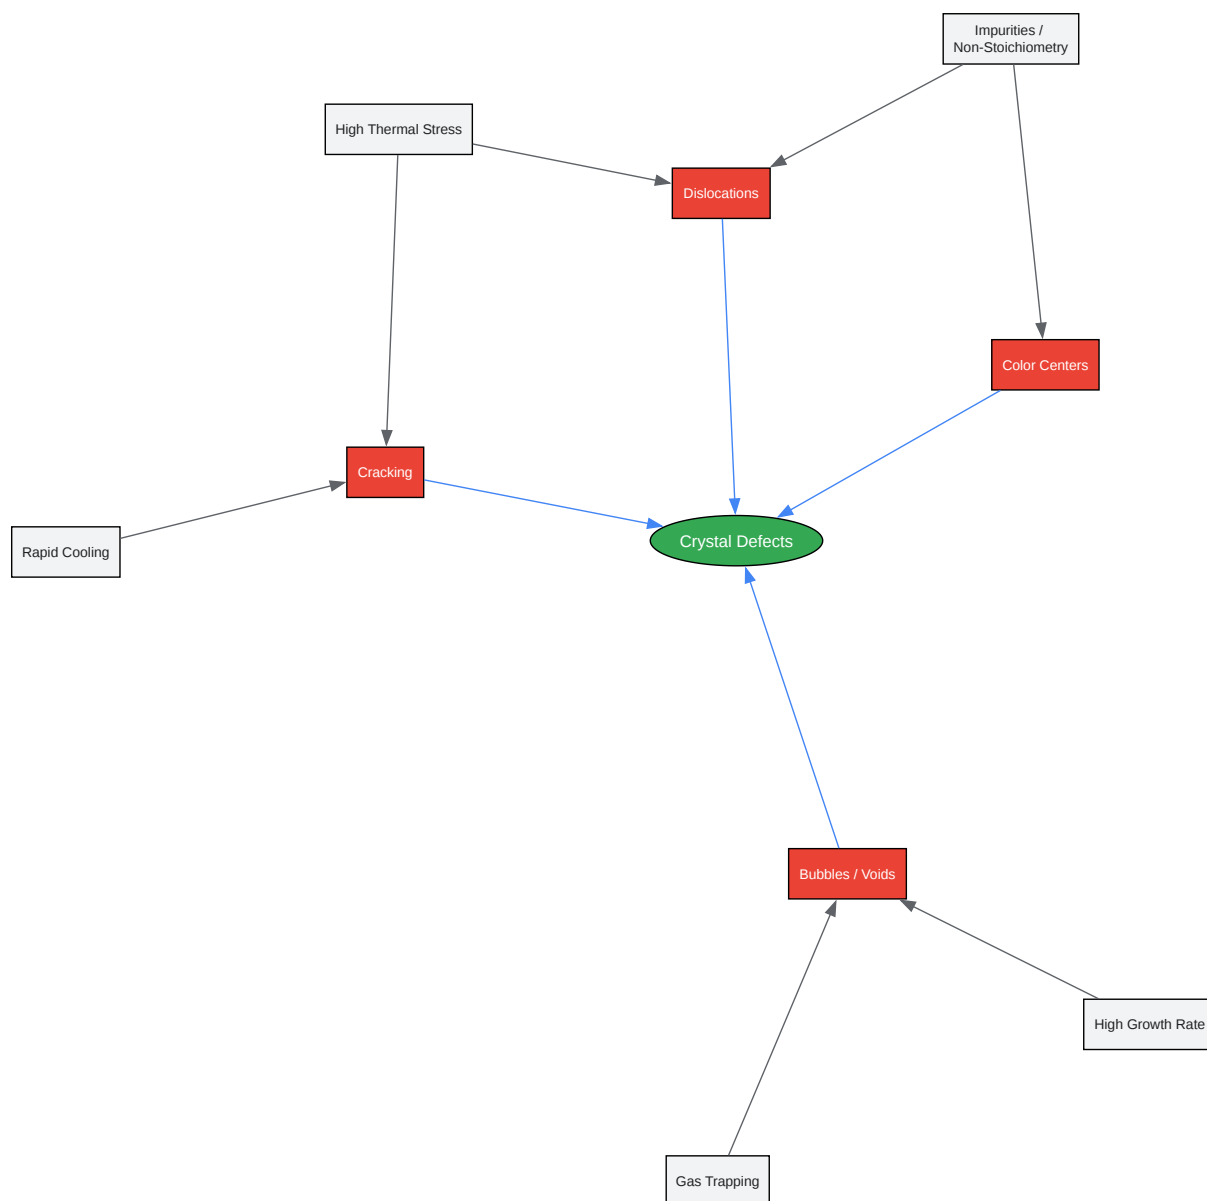 Impurities /
Non-Stoichiometry
High Thermal Stress
Dislocations
Color Centers
Cracking
Rapid Cooling
Crystal Defects
Bubbles / Voids
High Growth Rate
Gas Trapping